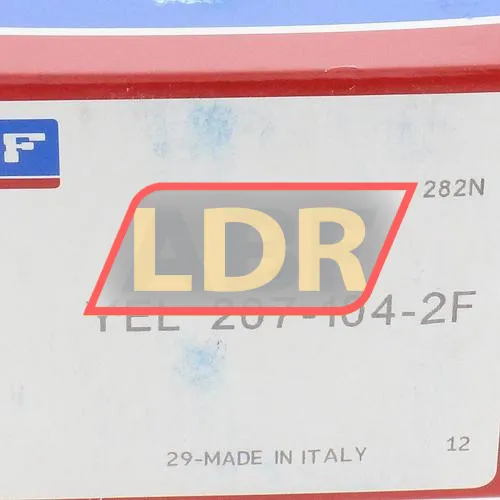 F
282N
LDR
YEL 207-104-2F
29-MADE IN ITALY
12